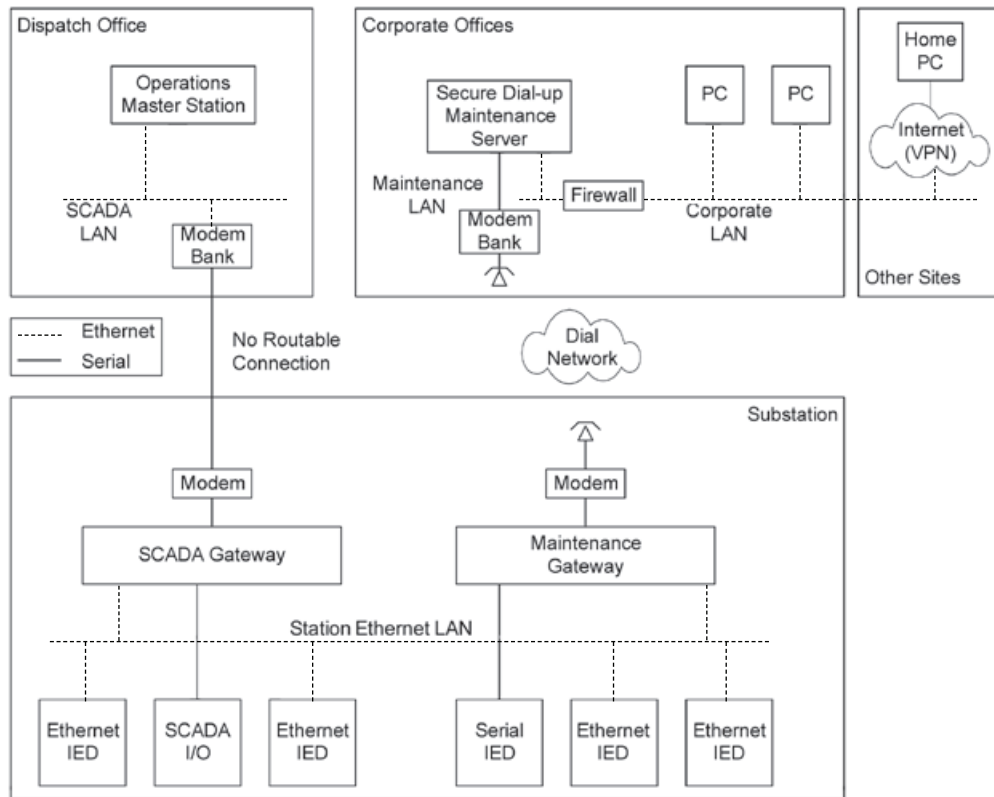 Dispatch Office
Operations
Master Station
SCADA
LAN
Modem
Bank
Corporate Offices
Secure Dial-up
Maintenance
Server
PC
PC
Maintenance
LAN
Firewall
Modem
Bank
Corporate
LAN
Home
PC
Internet
(VPN)
Other Sites
Ethernet
Serial
No Routable
Connection
Dial
Network
Substation
Modem
Modem
SCADA Gateway
Maintenance
Gateway
Station Ethernet LAN
Ethernet
IED
SCADA
I/O
Ethernet
IED
Serial
IED
Ethernet
IED
Ethernet
IED